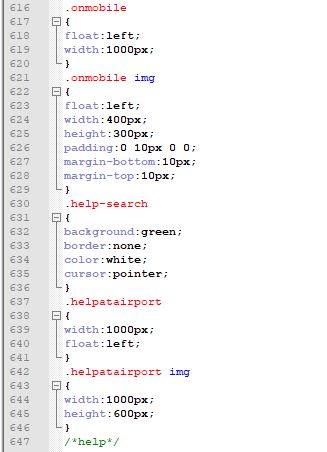 616 .onmobile
617 {
618 float:left;
619 width:1000px;
620 }
621 .onmobile img
622 {
623 float:left;
624 width:400px;
625 height:300px;
626 padding:0 10px 0 0;
627 margin-bottom:10px;
628 margin-top:10px;
629 }
630 .help-search
631 {
632 background:green;
633 border:none;
634 color:white;
635 cursor:pointer;
636 }
637 .helpatairport
638 {
639 width:1000px;
640 float:left;
641 }
642 .helpatairport img
643 {
644 width:1000px;
645 height:600px;
646 }
647 /*help*/